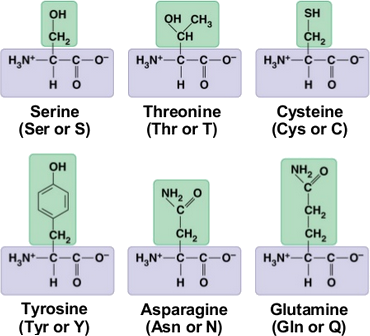 OH OH CH₃ SH
CH₂ CH CH₂
H₃N⁺ C C O⁻ H₃N⁺ C C O⁻ H₃N⁺ C C O⁻
H O H O H O
Serine Threonine Cysteine
(Ser or S) (Thr or T) (Cys or C)
OH NH₂ O
NH₂ O C
C CH₂
CH₂ CH₂ CH₂
H₃N⁺ C C O⁻ H₃N⁺ C C O⁻ H₃N⁺ C C O⁻
H O H O H O
Tyrosine Asparagine Glutamine
(Tyr or Y) (Asn or N) (Gln or Q)